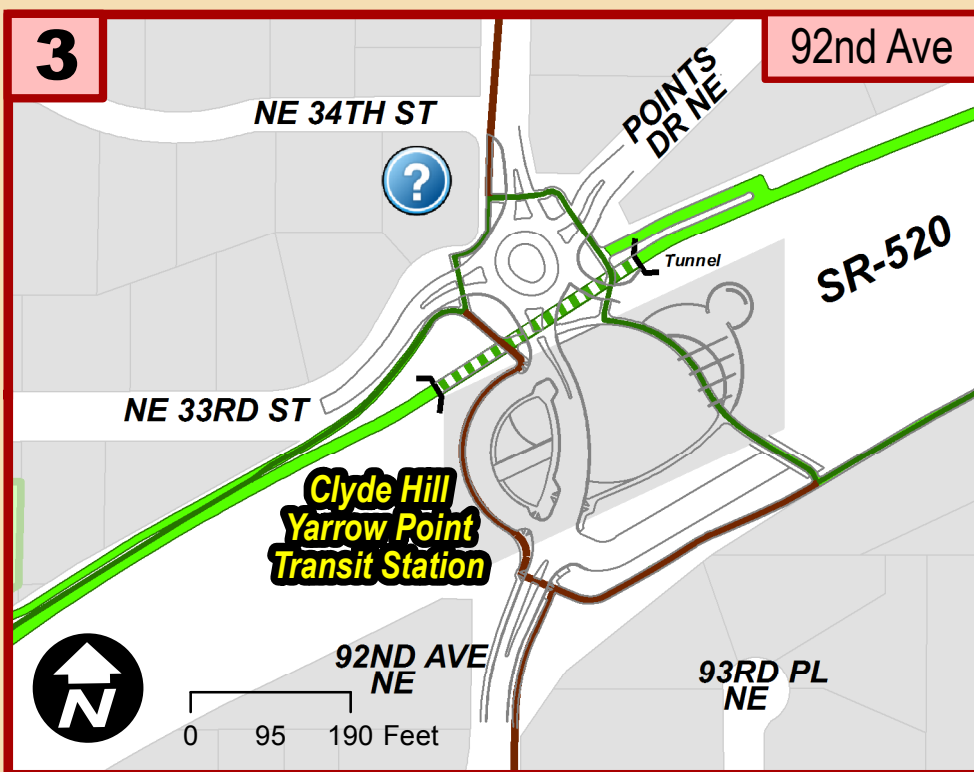 3
92nd Ave
NE 34TH ST
POINTS
DR NE
?
Tunnel
SR-520
NE 33RD ST
Clyde Hill
Yarrow Point
Transit Station
92ND AVE
NE
93RD PL
NE
N
0 95 190 Feet